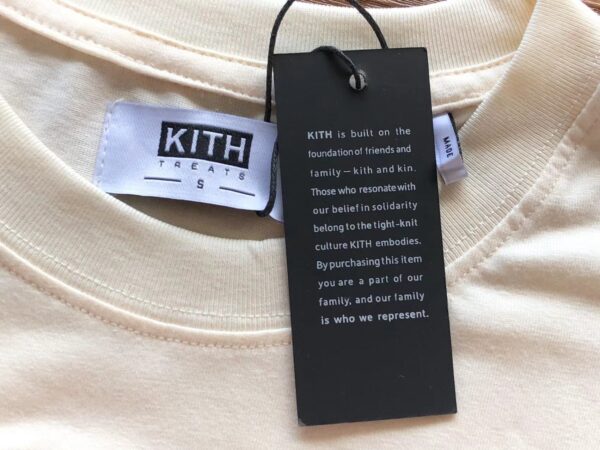 KITH
TREATS
S
MADE
KITH is built on the
foundation of friends and
family — kith and kin.
Those who resonate with
our belief in solidarity
belong to the tight-knit
culture KITH embodies.
By purchasing this item
you are a part of our
family, and our family
is who we represent.